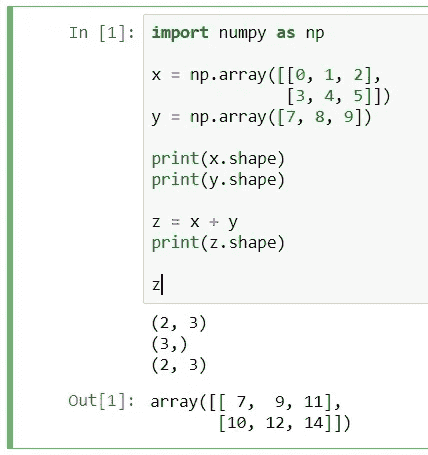 In [1]: import numpy as np
x = np.array([[0, 1, 2],
              [3, 4, 5]])
y = np.array([7, 8, 9])
print(x.shape)
print(y.shape)
z = x + y
print(z.shape)
z
(2, 3)
(3,)
(2, 3)
Out[1]: array([[ 7,  9, 11],
       [10, 12, 14]])